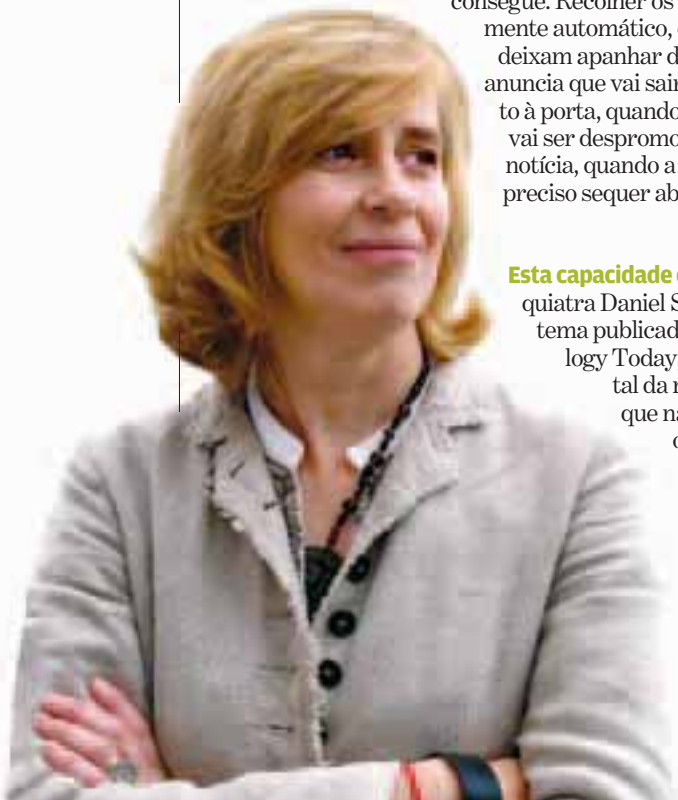 consegue. Recolher os
mente automático,
deixam apanhar d
anuncia que vai sair
to à porta, quando
vai ser despromo
notícia, quando a
preciso sequer ab
Esta capacidade
quiatra Daniel S
tema publicad
logy Today
tal da
que na